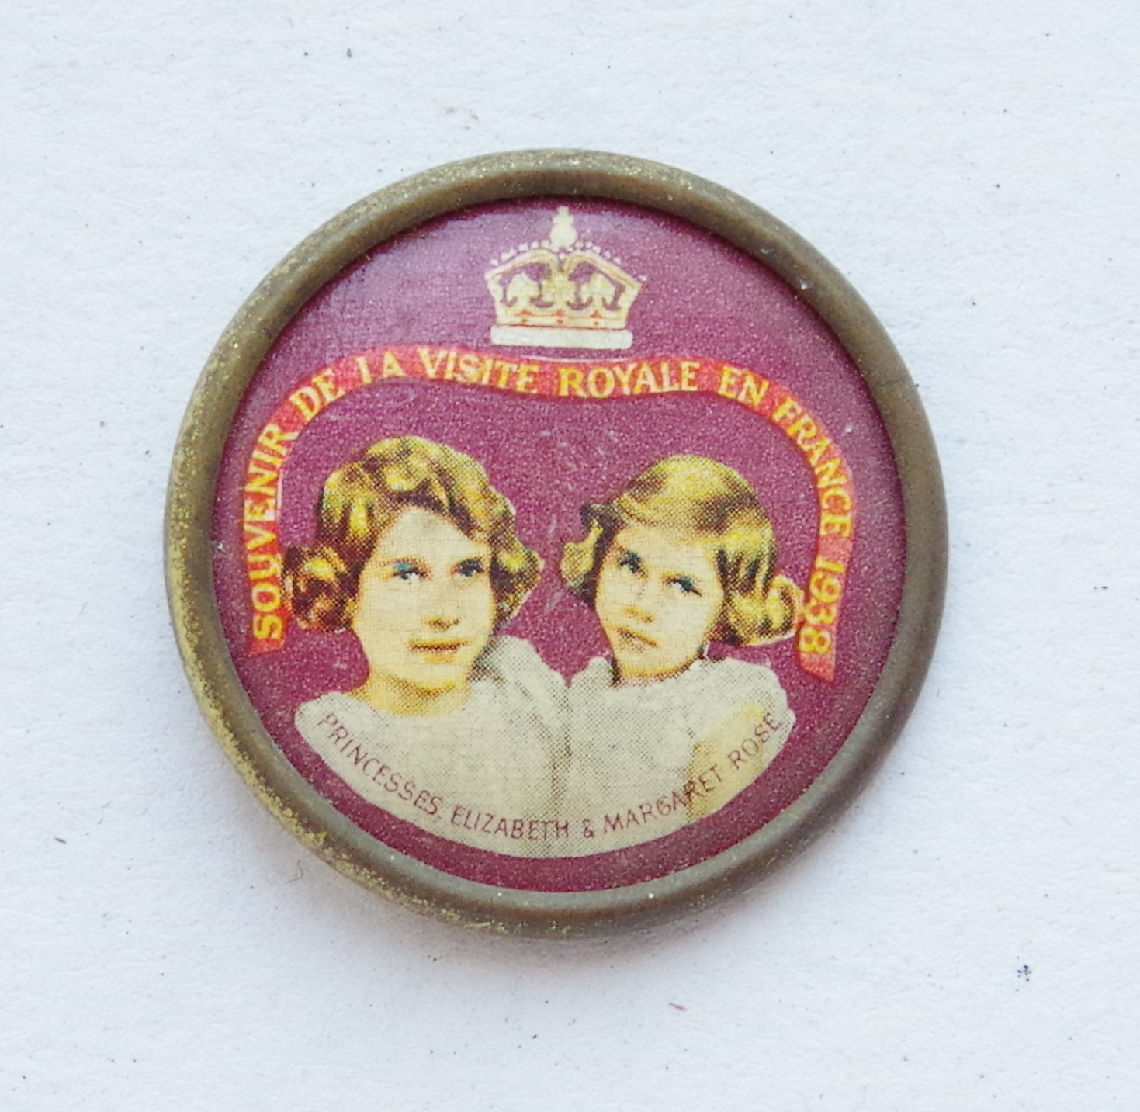 SOUVENIR DE LA VISITE ROYALE EN FRANCE 1938
PRINCESSES, ELIZABETH & MARGARET ROSE